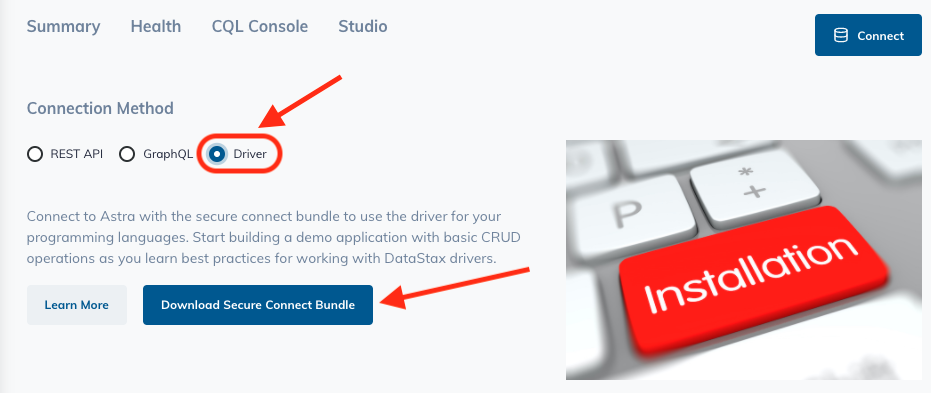 Summary Health CQL Console Studio
Connect
Connection Method
REST API GraphQL Driver
Connect to Astra with the secure connect bundle to use the driver for your
programming languages. Start building a demo application with basic CRUD
operations as you learn best practices for working with DataStax drivers.
Learn More Download Secure Connect Bundle
P
*
+
Installation